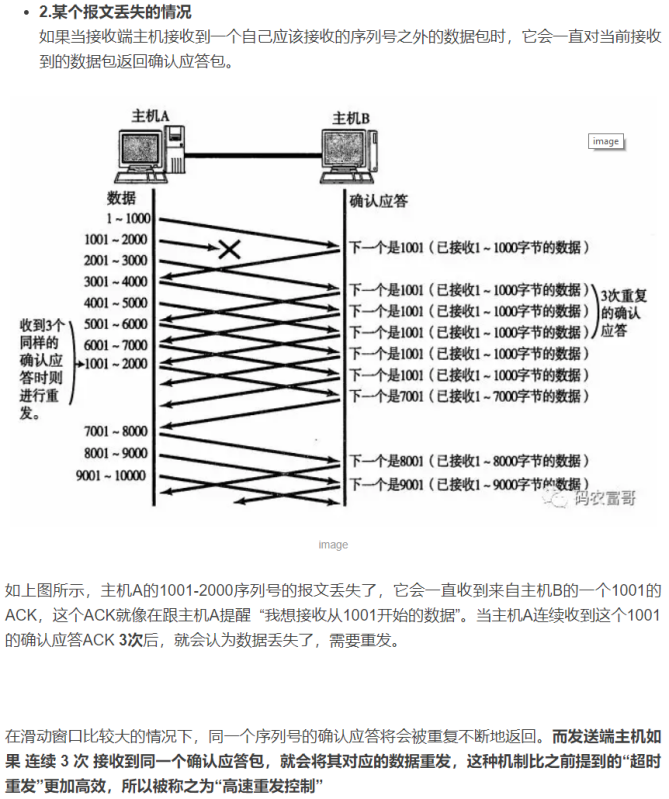 2.某个报文丢失的情况
如果当接收端主机接收到一个自己应该接收的序列号之外的数据包时，它会一直对当前接收
到的数据包返回确认应答包。
主机A
主机B
image
数据
确认应答
1～1000
1001～2000
下一个是1001（已接收1～1000字节的数据）
2001～3000
3001～4000
下一个是1001（已接收1～1000字节的数据）
3次重复
的确认
应答
4001～5000
下一个是1001（已接收1～1000字节的数据）
收到3个
同样的
确认应
答时则
进行重
发。
5001～6000
下一个是1001（已接收1～1000字节的数据）
6001～7000
下一个是1001（已接收1～1000字节的数据）
1001～2000
下一个是1001（已接收1～1000字节的数据）
下一个是7001（已接收1～7000字节的数据）
7001～8000
8001～9000
下一个是8001（已接收1～8000字节的数据）
9001～10000
下一个是9001（已接收1～9000字节的数据）
码农富哥
image
如上图所示，主机A的1001-2000序列号的报文丢失了，它会一直收到来自主机B的一个1001的
ACK，这个ACK就像在跟主机A提醒 “我想接收从1001开始的数据”。当主机A连续收到这个1001
的确认应答ACK 3次后，就会认为数据丢失了，需要重发。
在滑动窗口比较大的情况下，同一个序列号的确认应答将会被重复不断地返回。而发送端主机如
果 连续 3 次 接收到同一个确认应答包，就会将其对应的数据重发，这种机制比之前提到的“超时
重发”更加高效，所以被称之为“高速重发控制”